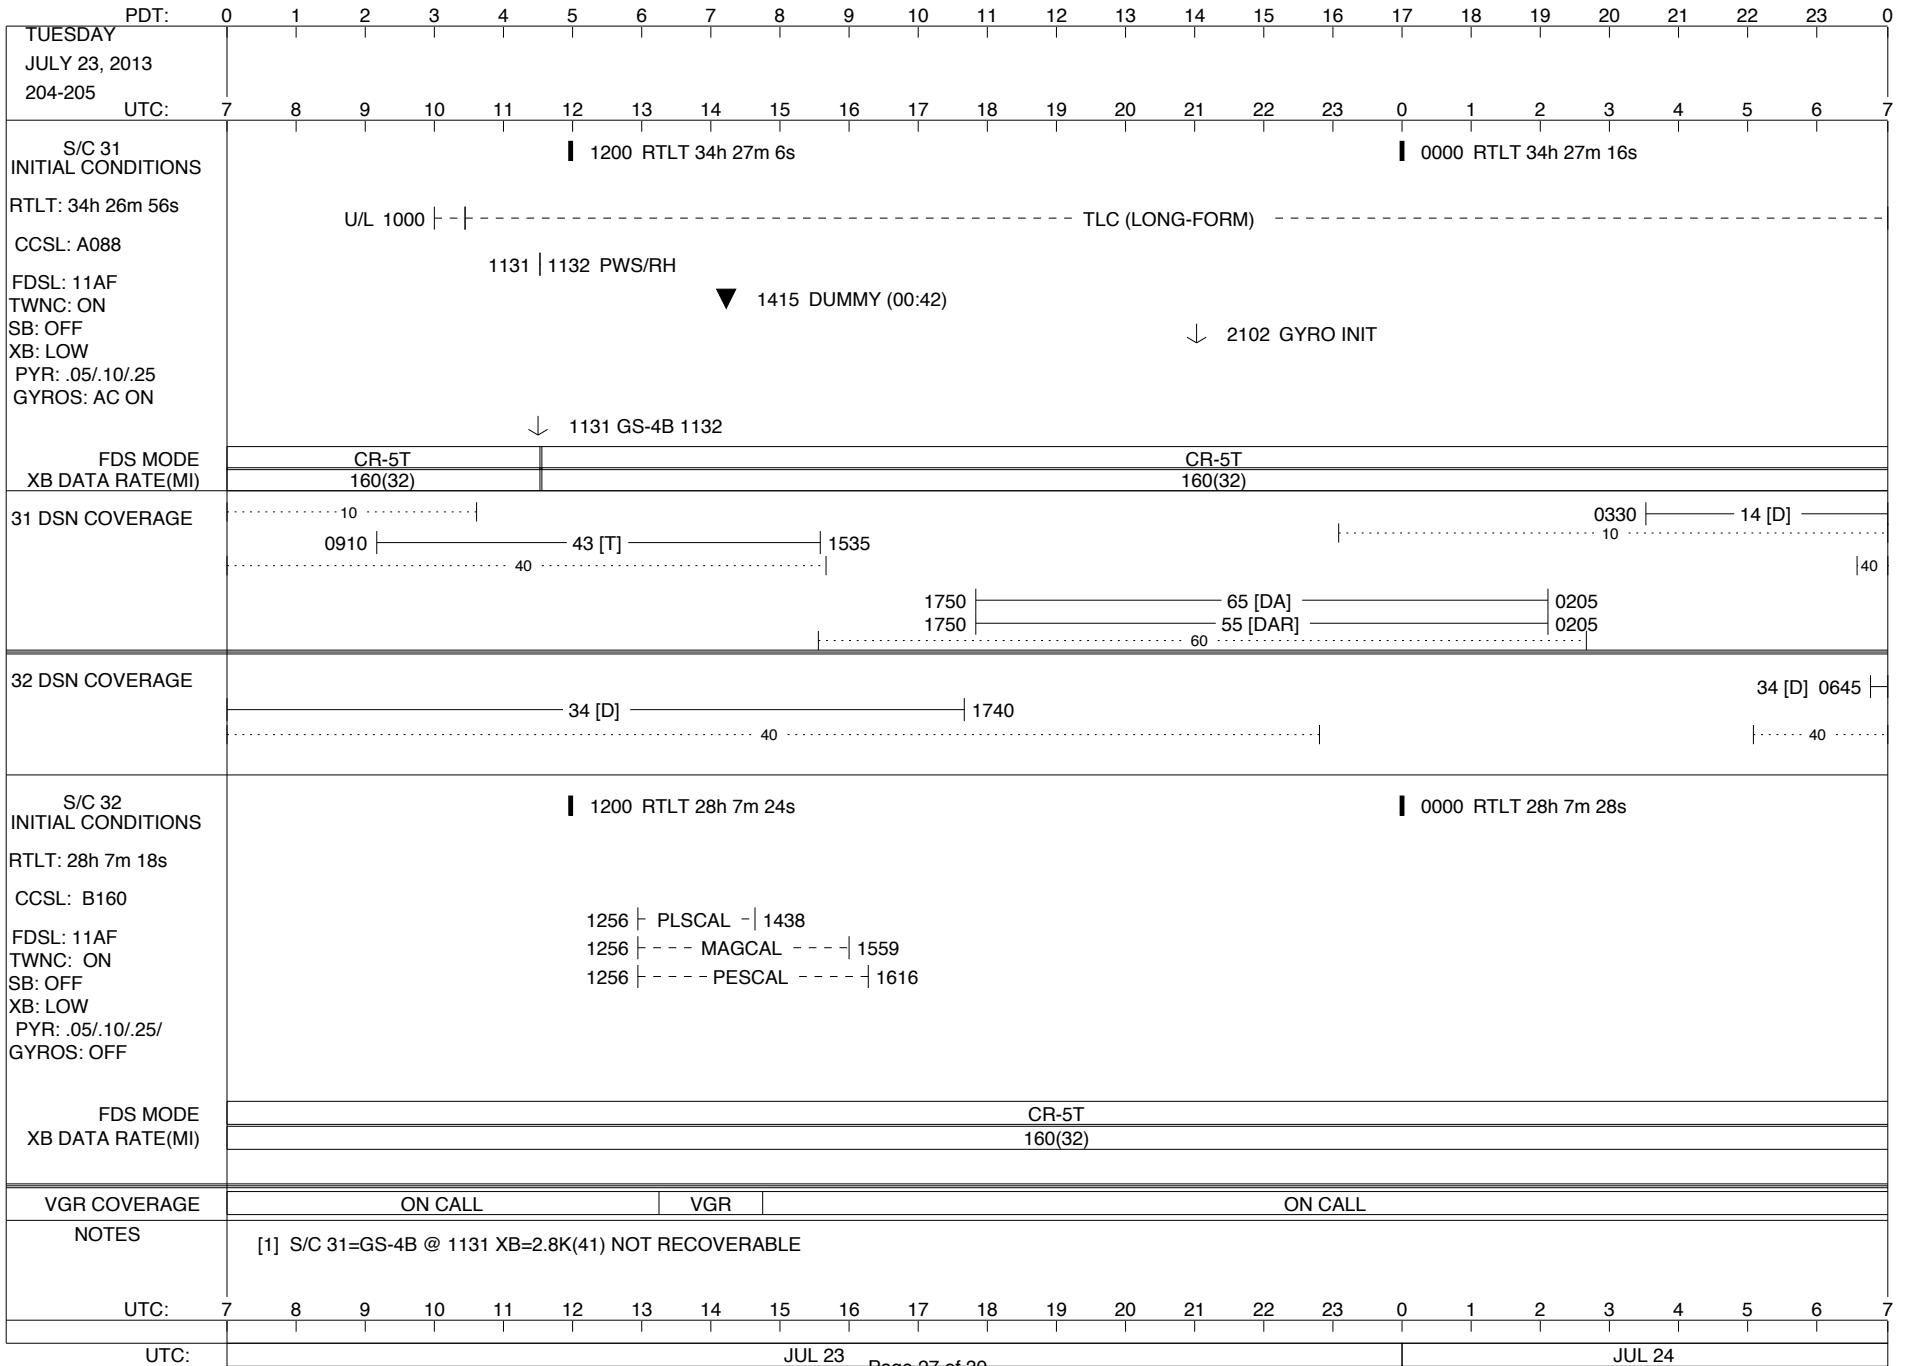 PDT: 0 1 2 3 4 5 6 7 8 9 10 11 12 13 14 15 16 17 18 19 20 21 22 23 0
TUESDAY
JULY 23, 2013
204-205
UTC: 7 8 9 10 11 12 13 14 15 16 17 18 19 20 21 22 23 0 1 2 3 4 5 6 7
S/C 31
INITIAL CONDITIONS
1200 RTLT 34h 27m 6s
0000 RTLT 34h 27m 16s
RTLT: 34h 26m 56s
U/L 1000
TLC (LONG-FORM)
CCSL: A088
1131 1132 PWS/RH
FDSL: 11AF
TWNC: ON
1415 DUMMY (00:42)
SB: OFF
2102 GYRO INIT
XB: LOW
PYR: .05/.10/.25
GYROS: AC ON
1131 GS-4B 1132
FDS MODE CR-5T CR-5T
XB DATA RATE(MI) 160(32) 160(32)
31 DSN COVERAGE
10
0330 14 [D]
10
0910 43 [T] 1535
40
40
1750 65 [DA] 0205
1750 55 [DAR] 0205
60
32 DSN COVERAGE
34 [D] 0645
34 [D] 1740
40
40
S/C 32
INITIAL CONDITIONS
1200 RTLT 28h 7m 24s
0000 RTLT 28h 7m 28s
RTLT: 28h 7m 18s
CCSL: B160
1256 PLSCAL 1438
FDSL: 11AF
1256 MAGCAL 1559
TWNC: ON
1256 PESCAL 1616
SB: OFF
XB: LOW
PYR: .05/.10/.25/
GYROS: OFF
FDS MODE CR-5T
XB DATA RATE(MI) 160(32)
VGR COVERAGE ON CALL VGR ON CALL
NOTES
[1] S/C 31=GS-4B @ 1131 XB=2.8K(41) NOT RECOVERABLE
UTC: 7 8 9 10 11 12 13 14 15 16 17 18 19 20 21 22 23 0 1 2 3 4 5 6 7
UTC: JUL 23 JUL 24